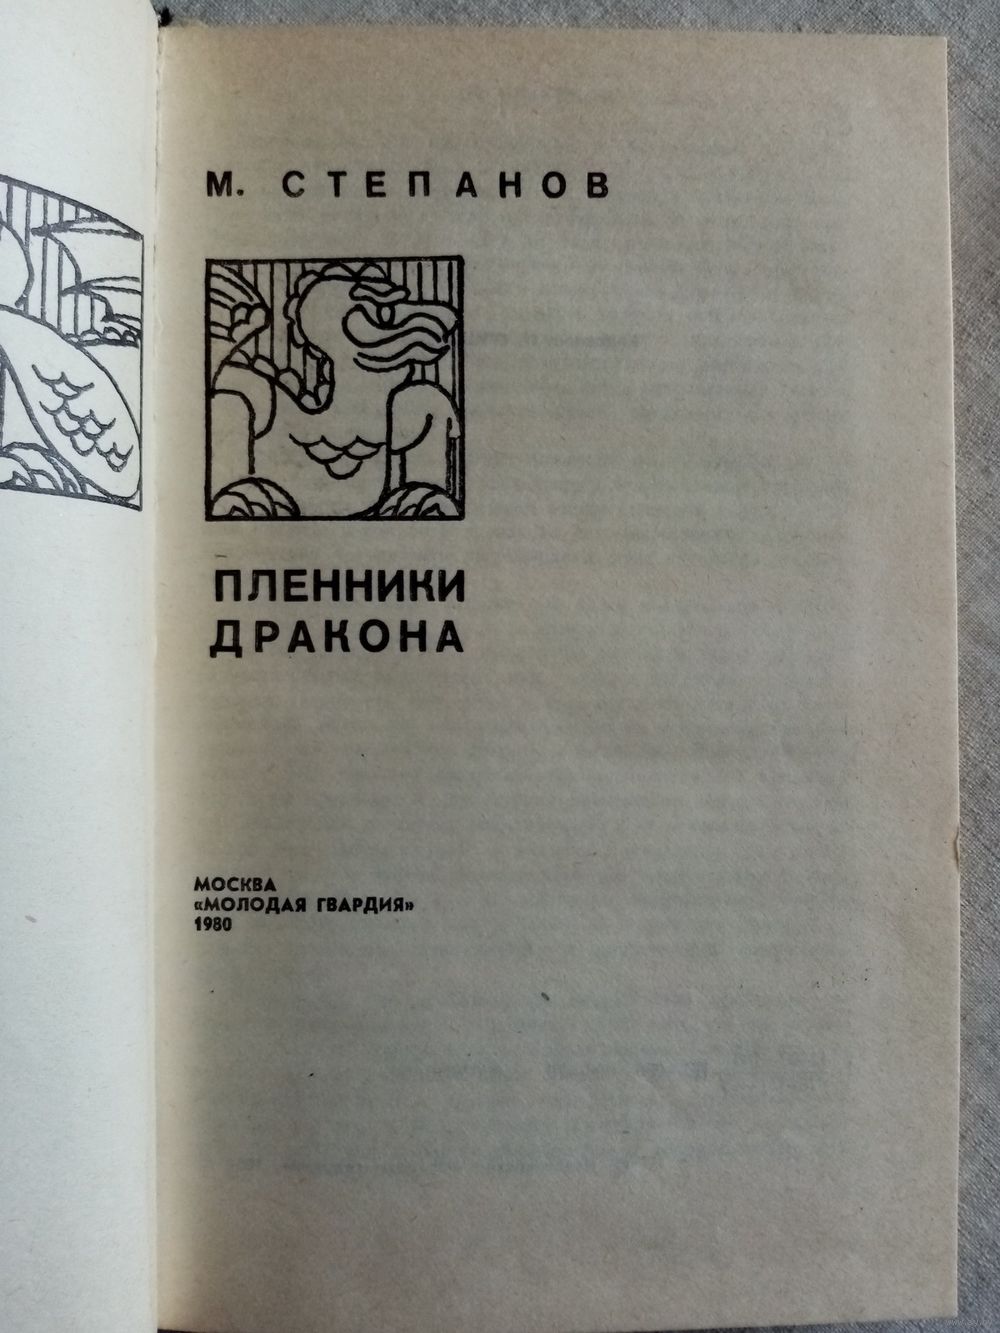 М. СТЕПАНОВ
ПЛЕННИКИ
ДРАКОНА
МОСКВА
«МОЛОДАЯ ГВАРДИЯ»
1980